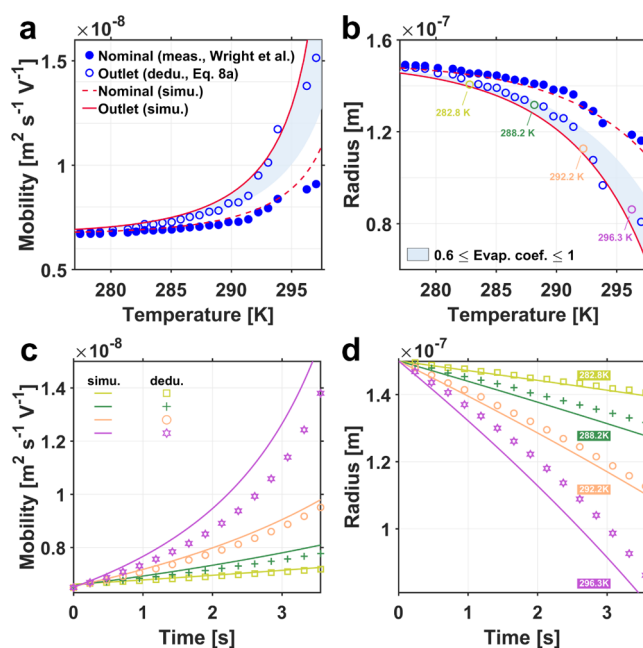 a
×10⁻⁸
Nominal (meas., Wright et al.)
Outlet (dedu., Eq. 8a)
Nominal (simu.)
Outlet (simu.)
Mobility [m² s⁻¹ V⁻¹]
1.5
1
0.5
280
285
290
295
Temperature [K]
b
×10⁻⁷
1.6
1.2
0.8
Radius [m]
282.8 K
288.2 K
292.2 K
296.3 K
0.6 ≤ Evap. coef. ≤ 1
280
285
290
295
Temperature [K]
c
×10⁻⁸
simu. dedu.
Mobility [m² s⁻¹ V⁻¹]
1.4
1.2
1
0.8
0
1
2
3
Time [s]
d
×10⁻⁷
1.4
1.2
1
Radius [m]
282.8K
288.2K
292.2K
296.3K
0
1
2
3
Time [s]